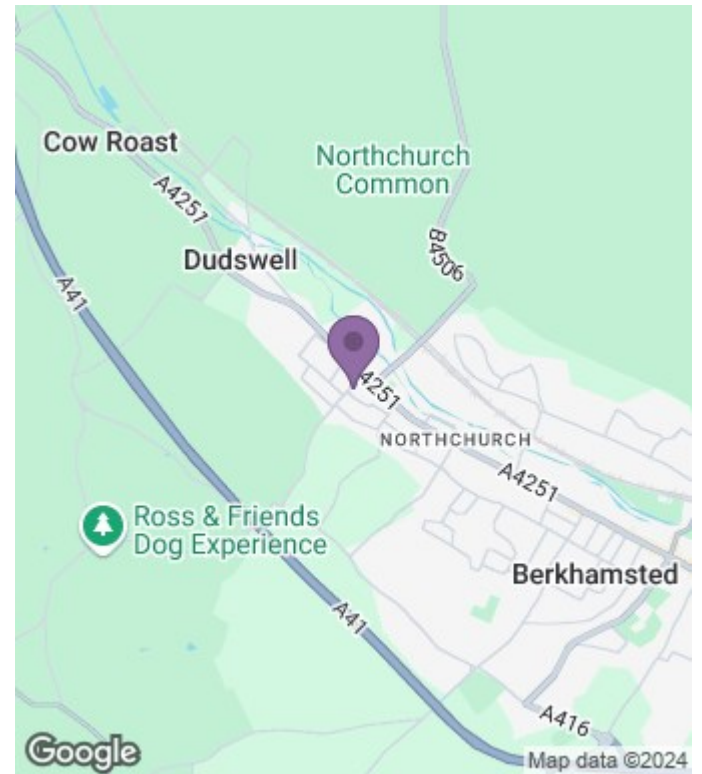 Cow Roast
Northchurch
Common
A4251
B4506
Dudswell
A41
A4251
NORTHCHURCH
A4251
Ross & Friends
Dog Experience
Berkhamsted
A41
A416
Google
Map data ©2024